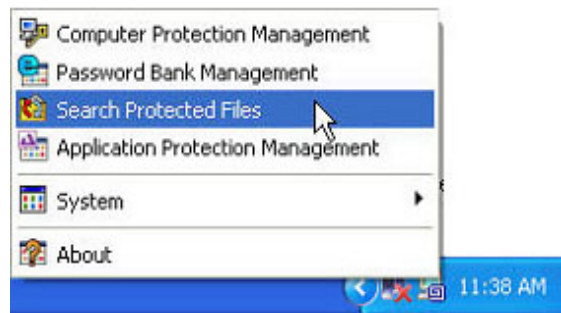 Computer Protection Management
Password Bank Management
Search Protected Files
Application Protection Management
System
About
11:38 AM